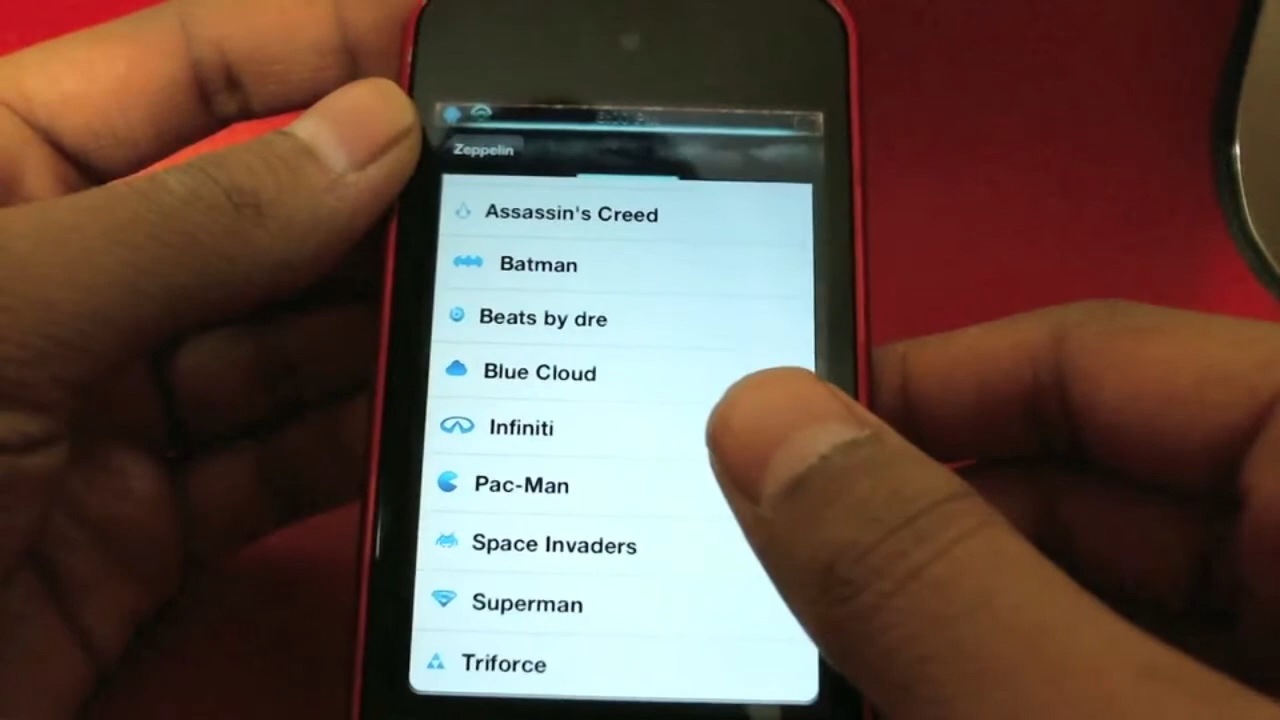 Zeppelin
Assassin's Creed
Batman
Beats by dre
Blue Cloud
Infiniti
Pac-Man
Space Invaders
Superman
Triforce